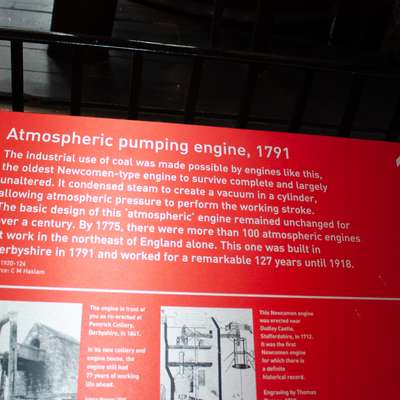 Atmospheric pumping engine, 1791
The industrial use of coal was made possible by engines like this,
the oldest Newcomen-type engine to survive complete and largely
unaltered. It condensed steam to create a vacuum in a cylinder,
allowing atmospheric pressure to perform the working stroke.
The basic design of this 'atmospheric' engine remained unchanged for
over a century. By 1775, there were more than 100 atmospheric engines
at work in the northeast of England alone. This one was built in
erbyshire in 1791 and worked for a remarkable 127 years until 1918.
1920-124
rce: C M Haslam
The engine in front of
you as re-erected at
Pentrich Colliery,
Derbyshire, in 1841.
In its new colliery and
engine house, the
engine still had
77 years of working
life ahead.
This Newcomen engine
was erected near
Dudley Castle,
Staffordshire, in 1712.
It was the first
Newcomen engine
for which there is
a definite
historical record.
Engraving by Thomas